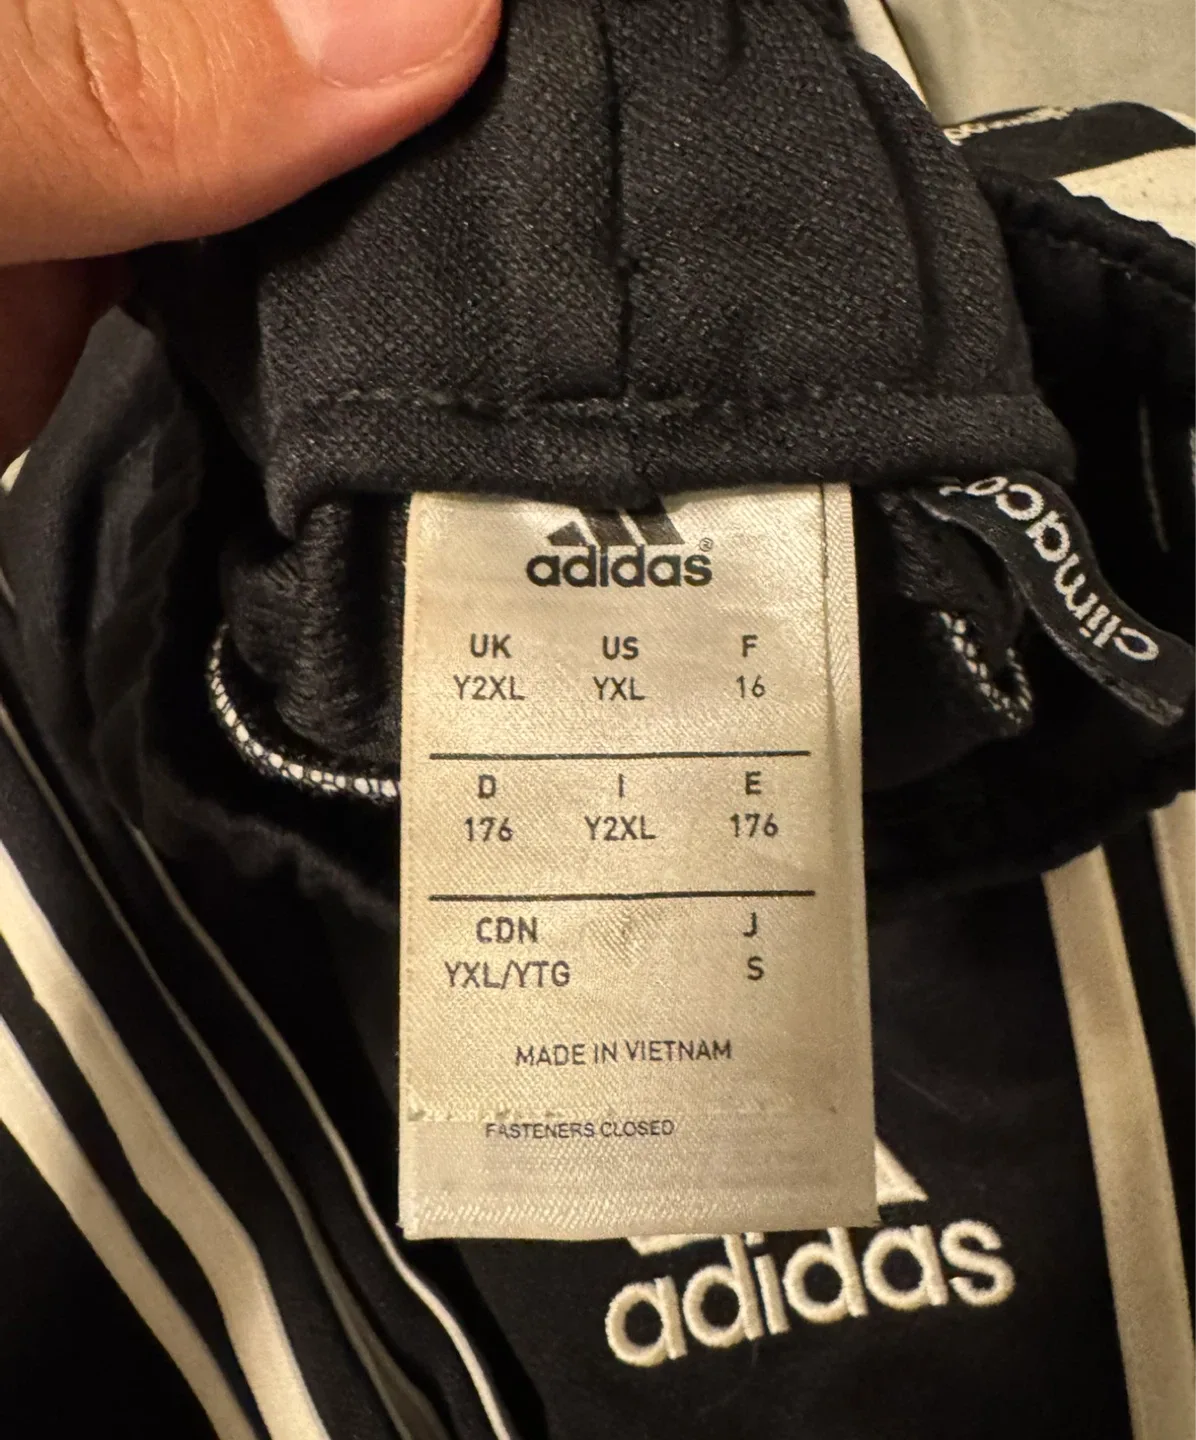 adidas®
UK US F
Y2XL YXL 16
D I E
176 Y2XL 176
CDN J
YXL/YTG S
MADE IN VIETNAM
FASTENERS CLOSED
adidas